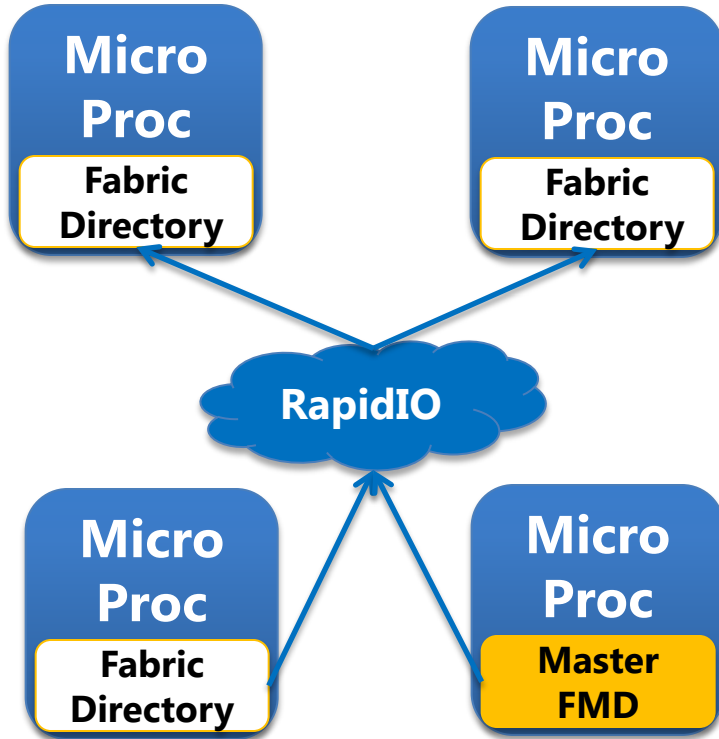 Micro
Proc
Fabric
Directory
Micro
Proc
Fabric
Directory
RapidIO
Micro
Proc
Fabric
Directory
Micro
Proc
Master
FMD